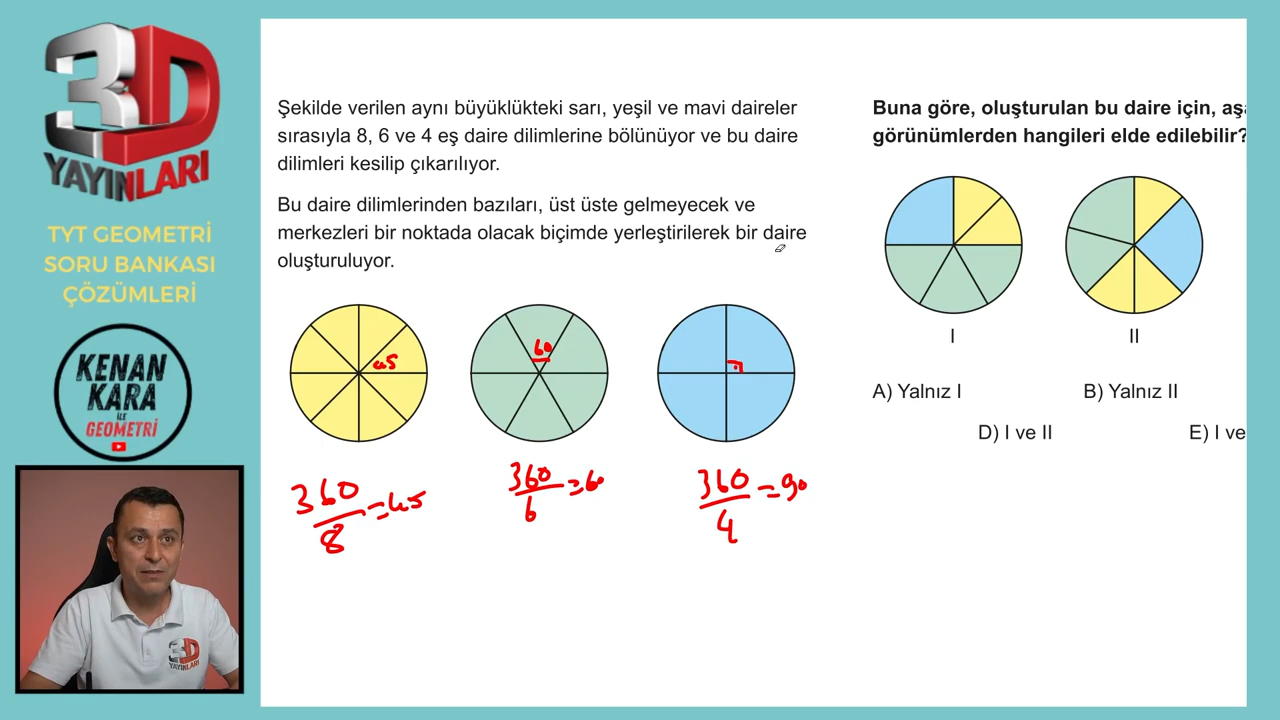 3D
YAYINLARI
TYT GEOMETRİ
SORU BANKASI
ÇÖZÜMLERİ
KENAN
KARA
İLE
GEOMETRİ
3D
YAYINLARI
Şekilde verilen aynı büyüklükteki sarı, yeşil ve mavi daireler
sırasıyla 8, 6 ve 4 eş daire dilimlerine bölünüyor ve bu daire
dilimleri kesilip çıkarılıyor.
Bu daire dilimlerinden bazıları, üst üste gelmeyecek ve
merkezleri bir noktada olacak biçimde yerleştirilerek bir daire
oluşturuluyor.
45
60
360/8=45
360/6=60
360/4=90
Buna göre, oluşturulan bu daire için, aşa
görünümlerden hangileri elde edilebilir?
I
II
A) Yalnız I
B) Yalnız II
D) I ve II
E) I ve